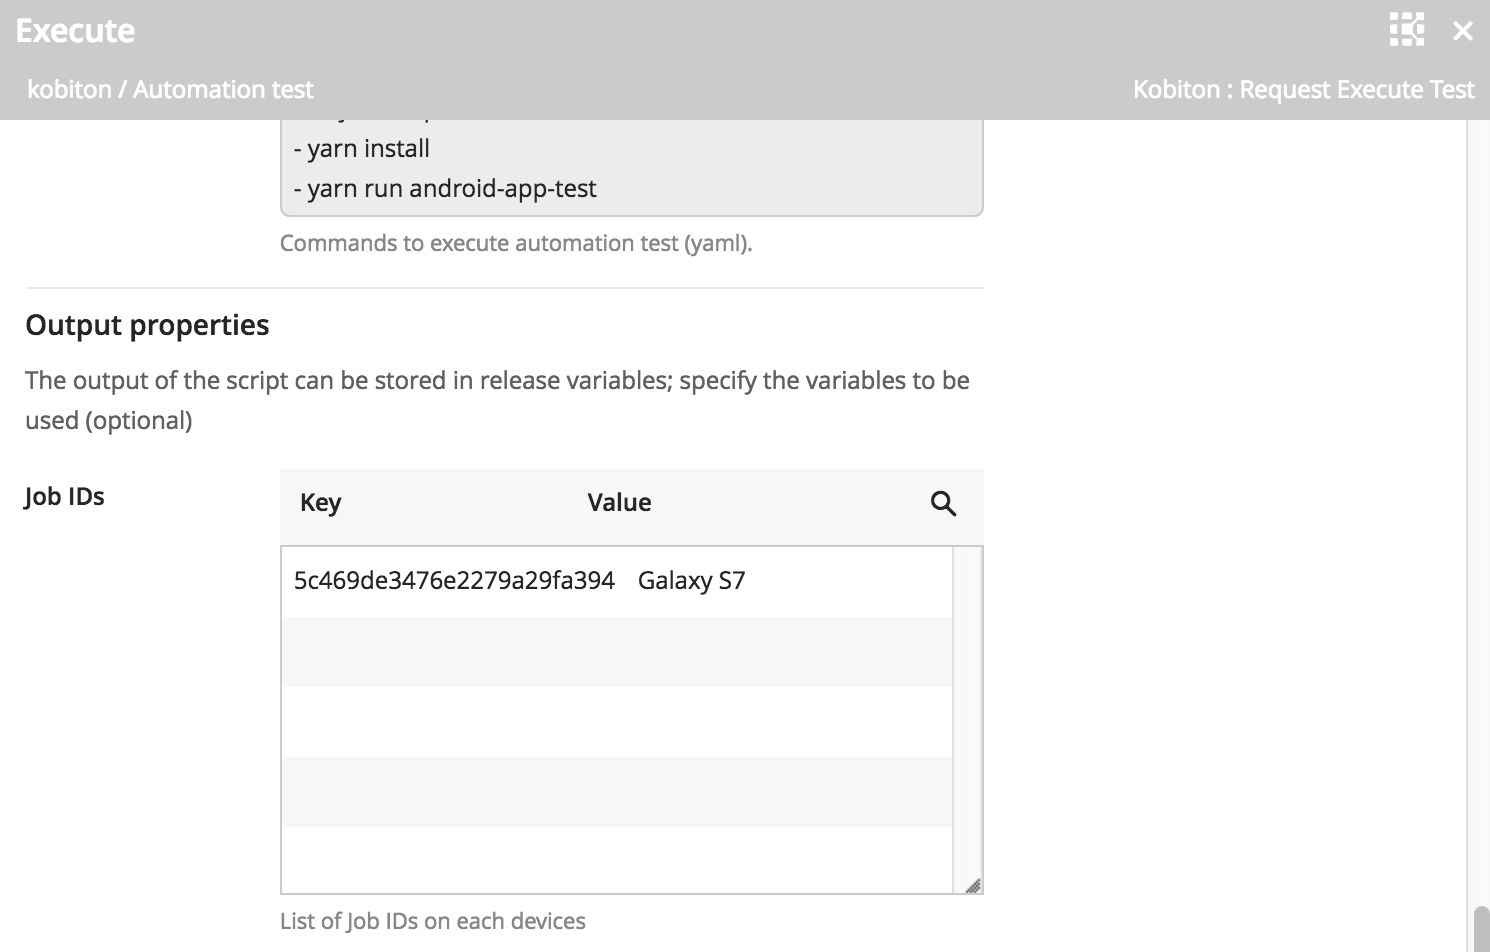 Execute
kobiton / Automation test
Kobiton : Request Execute Test
- yarn install
- yarn run android-app-test
Commands to execute automation test (yaml).
Output properties
The output of the script can be stored in release variables; specify the variables to be
used (optional)
Job IDs
Key Value
5c469de3476e2279a29fa394 Galaxy S7
List of Job IDs on each devices